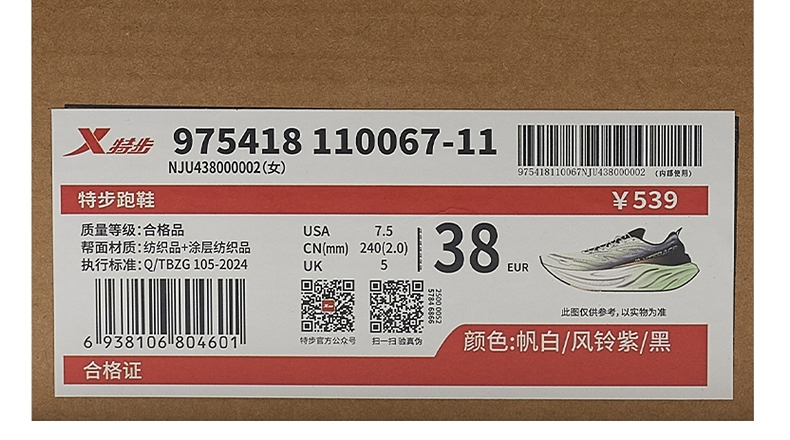 特步 975418 110067-11
NJU438000002(女)
975418110067NJU438000002 (内部使用)
特步跑鞋 ￥539
质量等级:合格品
帮面材质:纺织品+涂层纺织品
执行标准:Q/TBZG 105-2024
USA 7.5
CN(mm) 240(2.0)
UK 5
38 EUR
2500 0052
5784 6866
此图仅供参考,以实物为准
6 938106 804601
特步官方公众号
扫一扫 验真伪
颜色:帆白/风铃紫/黑
合格证